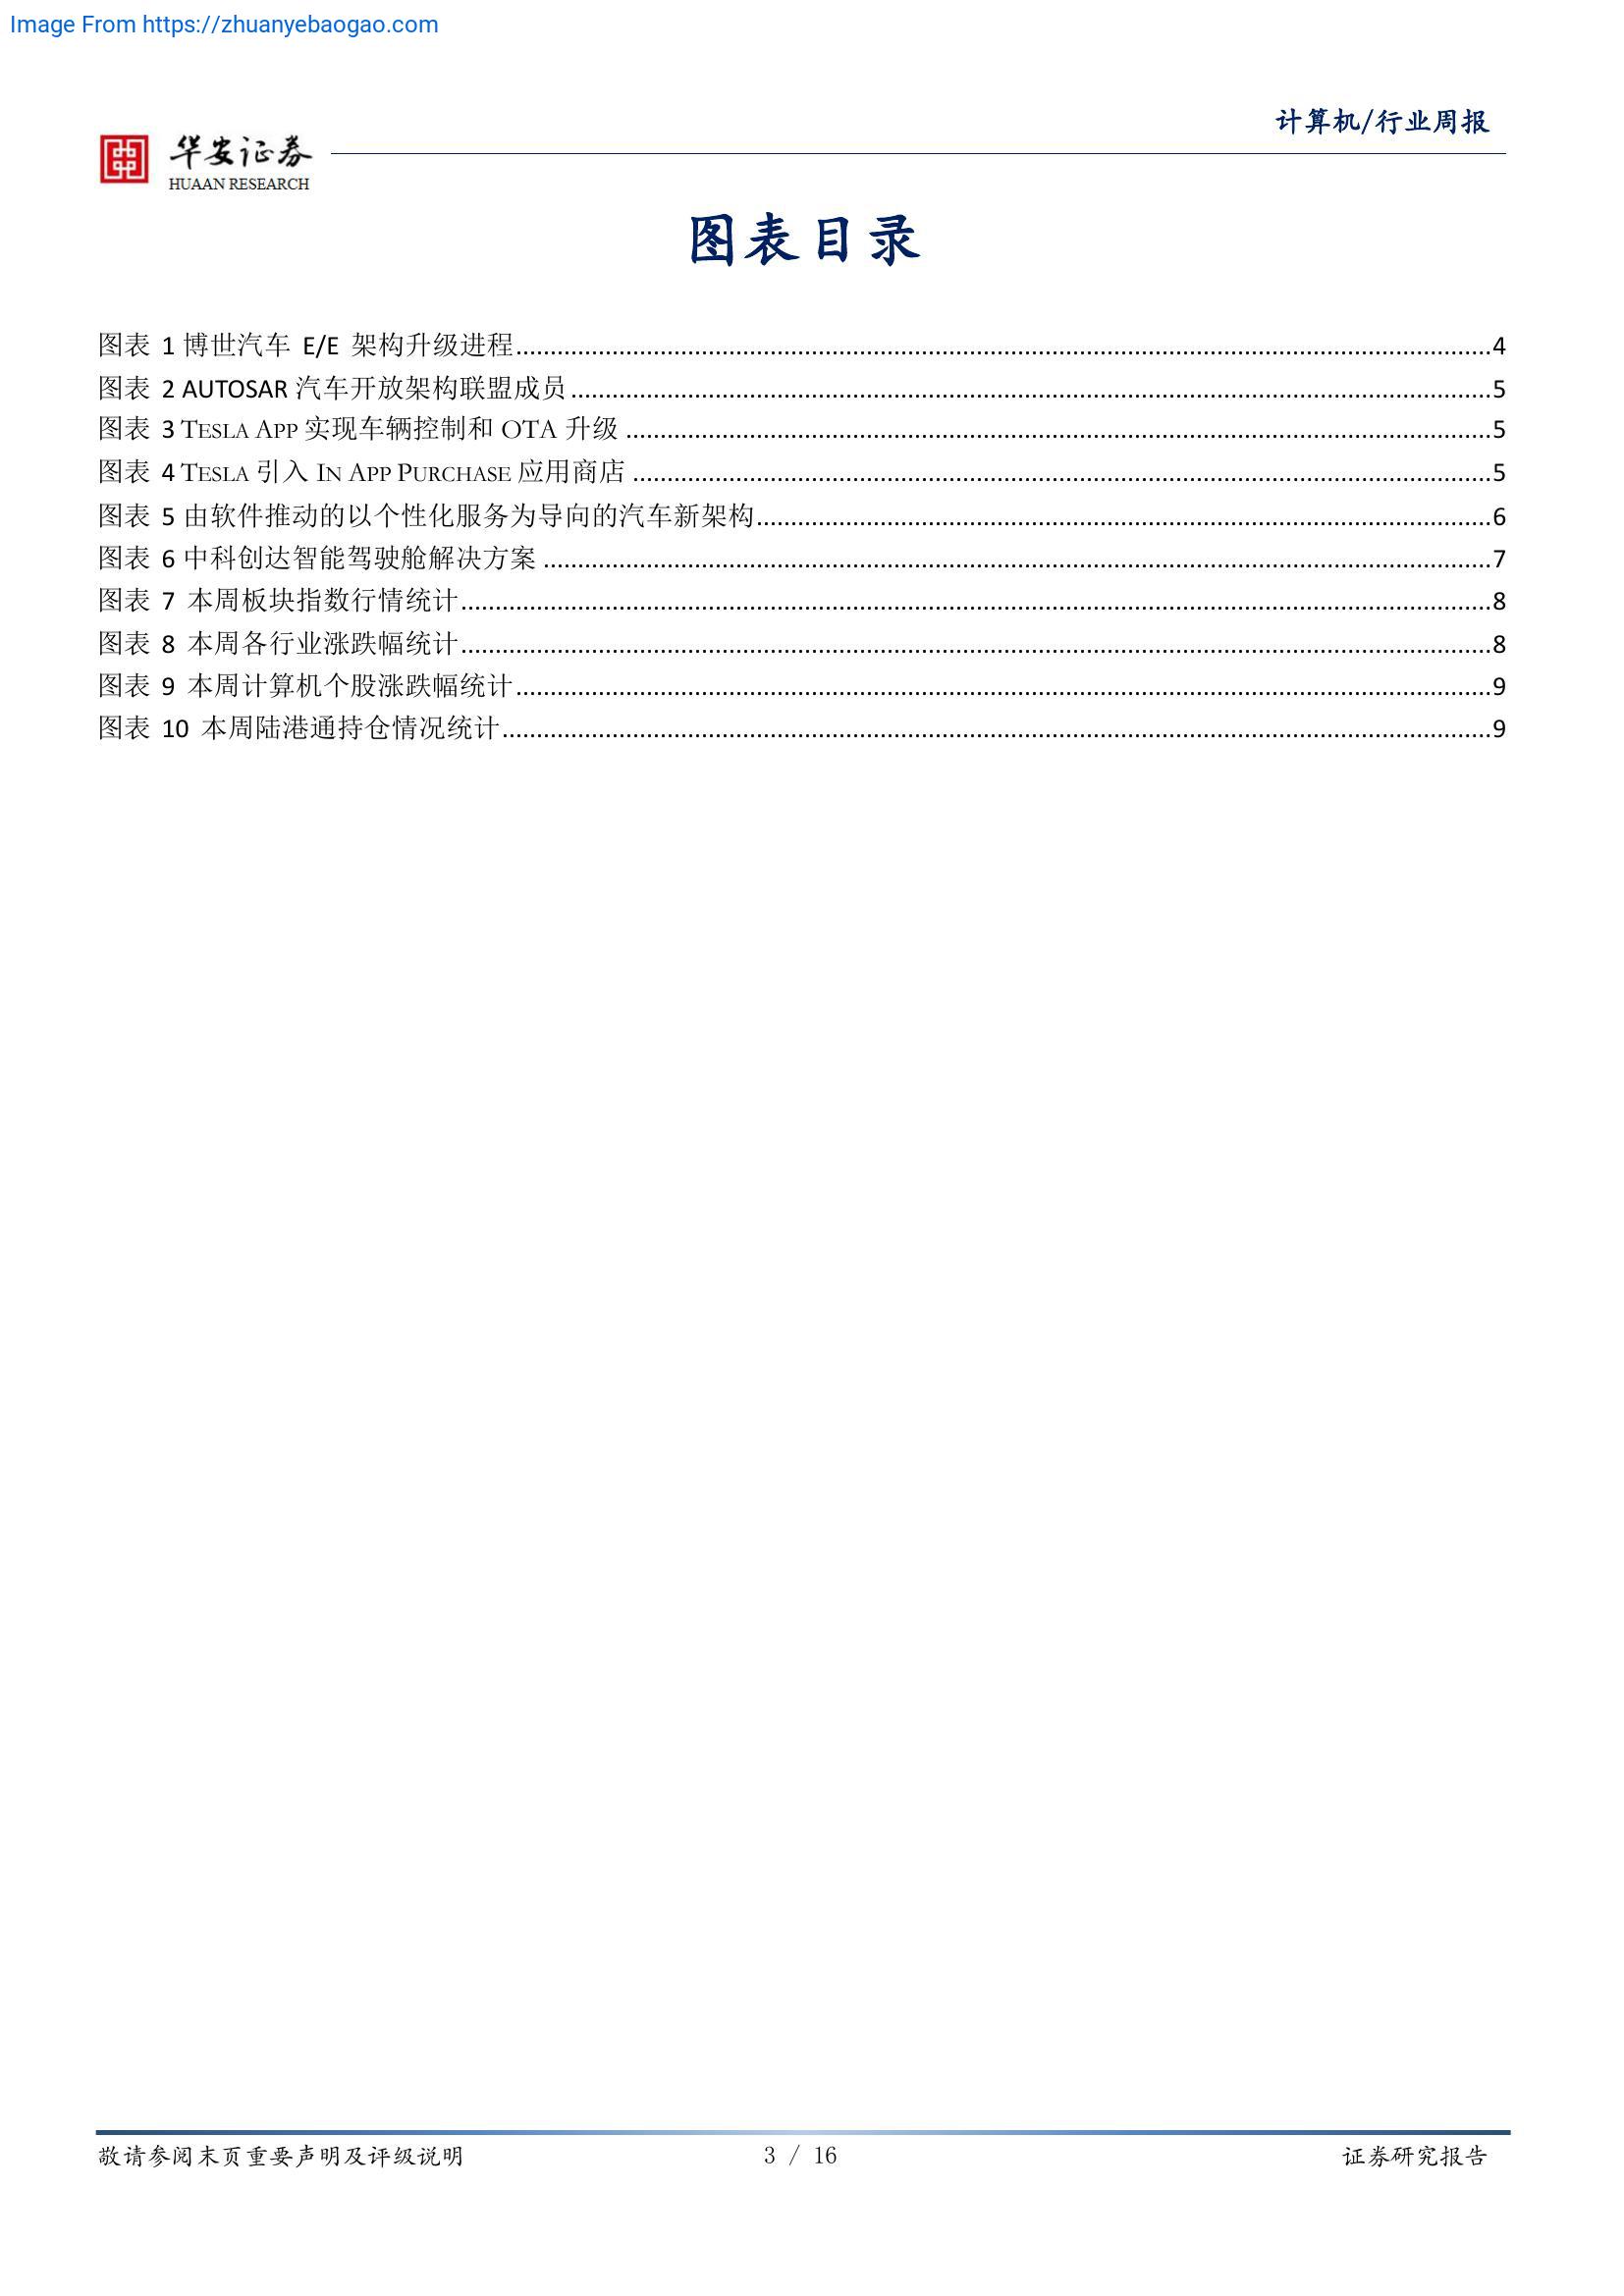 Image From https://zhuanyebaogao.com
计算机/行业周报
华安证券
HUAAN RESEARCH
图表目录
图表 1 博世汽车 E/E 架构升级进程........................................4
图表 2 AUTOSAR 汽车开放架构联盟成员........................................5
图表 3 TESLA APP 实现车辆控制和 OTA 升级........................................5
图表 4 TESLA 引入 IN APP PURCHASE 应用商店........................................5
图表 5 由软件推动的以个性化服务为导向的汽车新架构........................................6
图表 6 中科创达智能驾驶舱解决方案........................................7
图表 7 本周板块指数行情统计........................................8
图表 8 本周各行业涨跌幅统计........................................8
图表 9 本周计算机个股涨跌幅统计........................................9
图表 10 本周陆港通持仓情况统计........................................9
敬请参阅末页重要声明及评级说明 3 / 16 证券研究报告